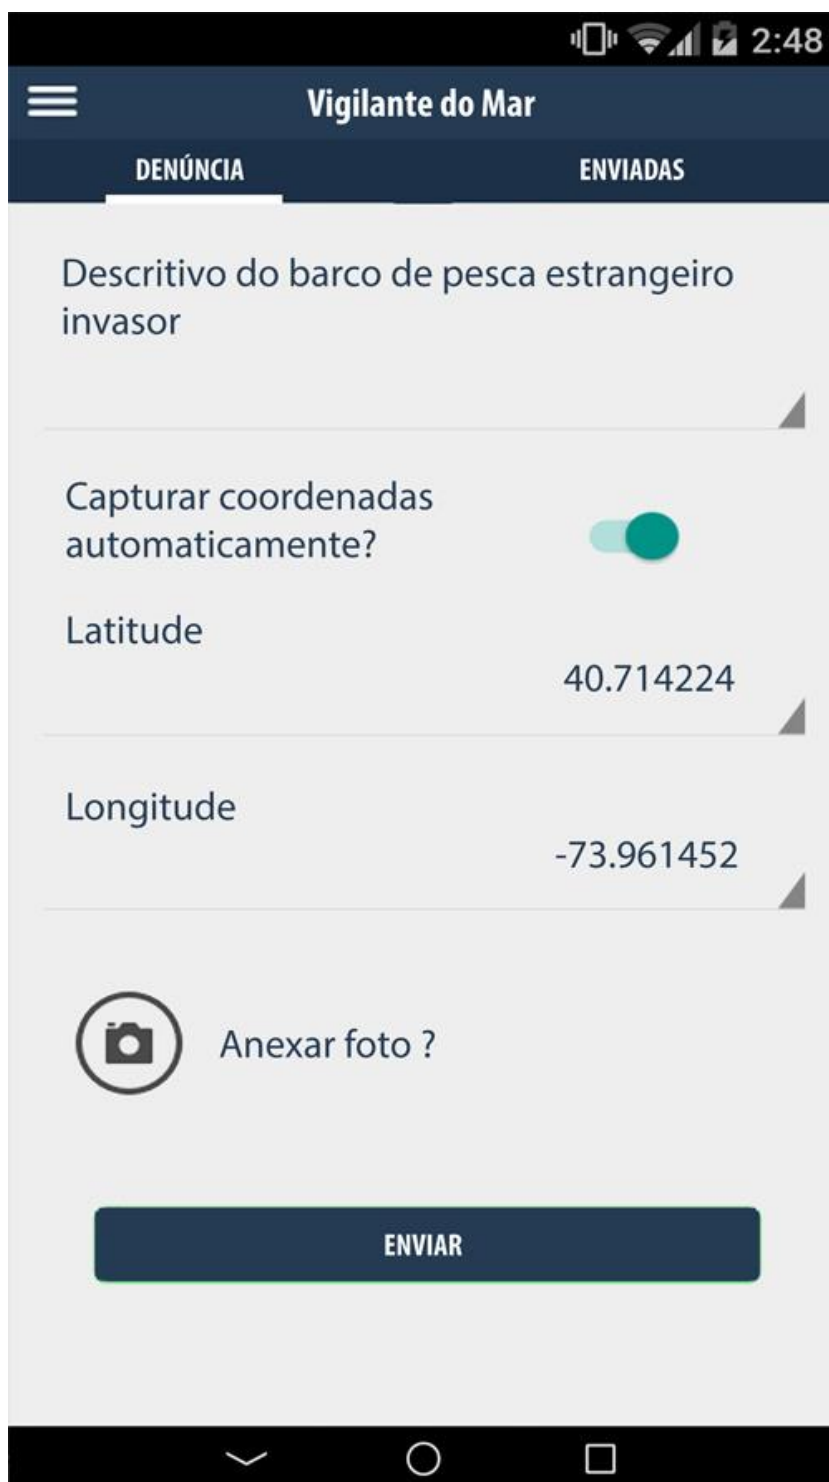 2:48
Vigilante do Mar
DENÚNCIA ENVIADAS
Descritivo do barco de pesca estrangeiro
invasor
Capturar coordenadas
automaticamente?
Latitude
40.714224
Longitude
-73.961452
Anexar foto ?
ENVIAR